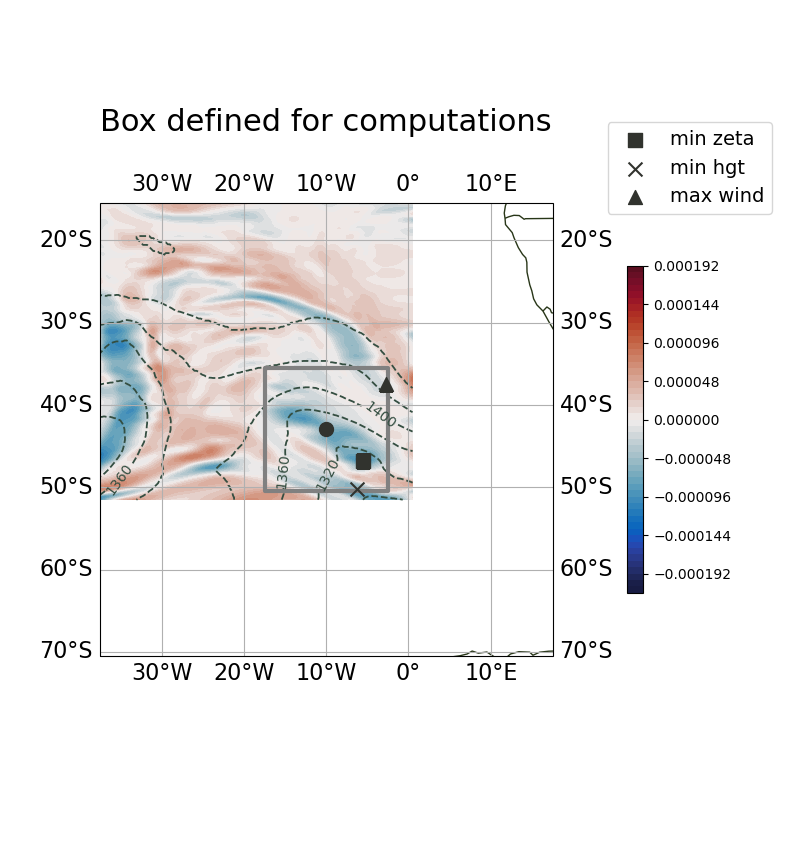 Box defined for computations
min zeta
min hgt
max wind
30°W 20°W 10°W 0° 10°E
20°S 20°S
30°S 30°S
40°S 40°S
50°S 50°S
60°S 60°S
70°S 70°S
30°W 20°W 10°W 0° 10°E
1400
1360
1360
1320
0.000192
0.000144
0.000096
0.000048
0.000000
−0.000048
−0.000096
−0.000144
−0.000192